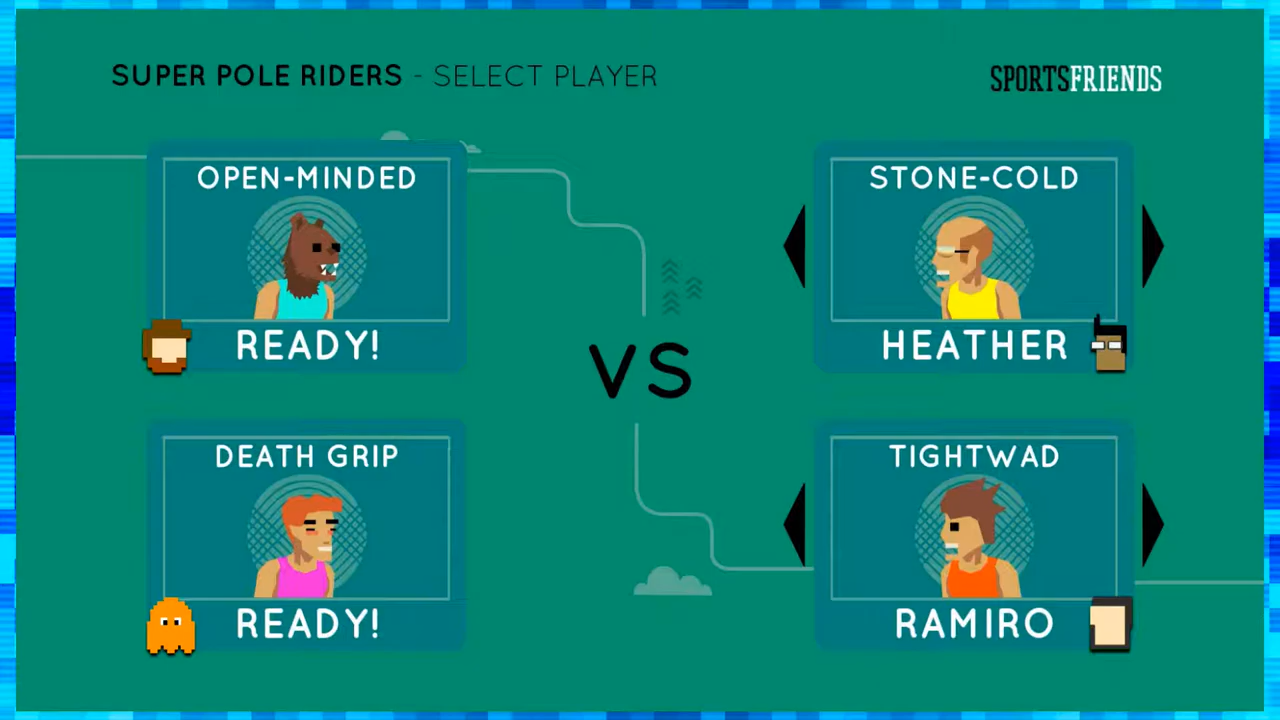 SUPER POLE RIDERS - SELECT PLAYER
SPORTSFRIENDS
OPEN-MINDED
READY!
STONE-COLD
HEATHER
VS
DEATH GRIP
READY!
TIGHTWAD
RAMIRO